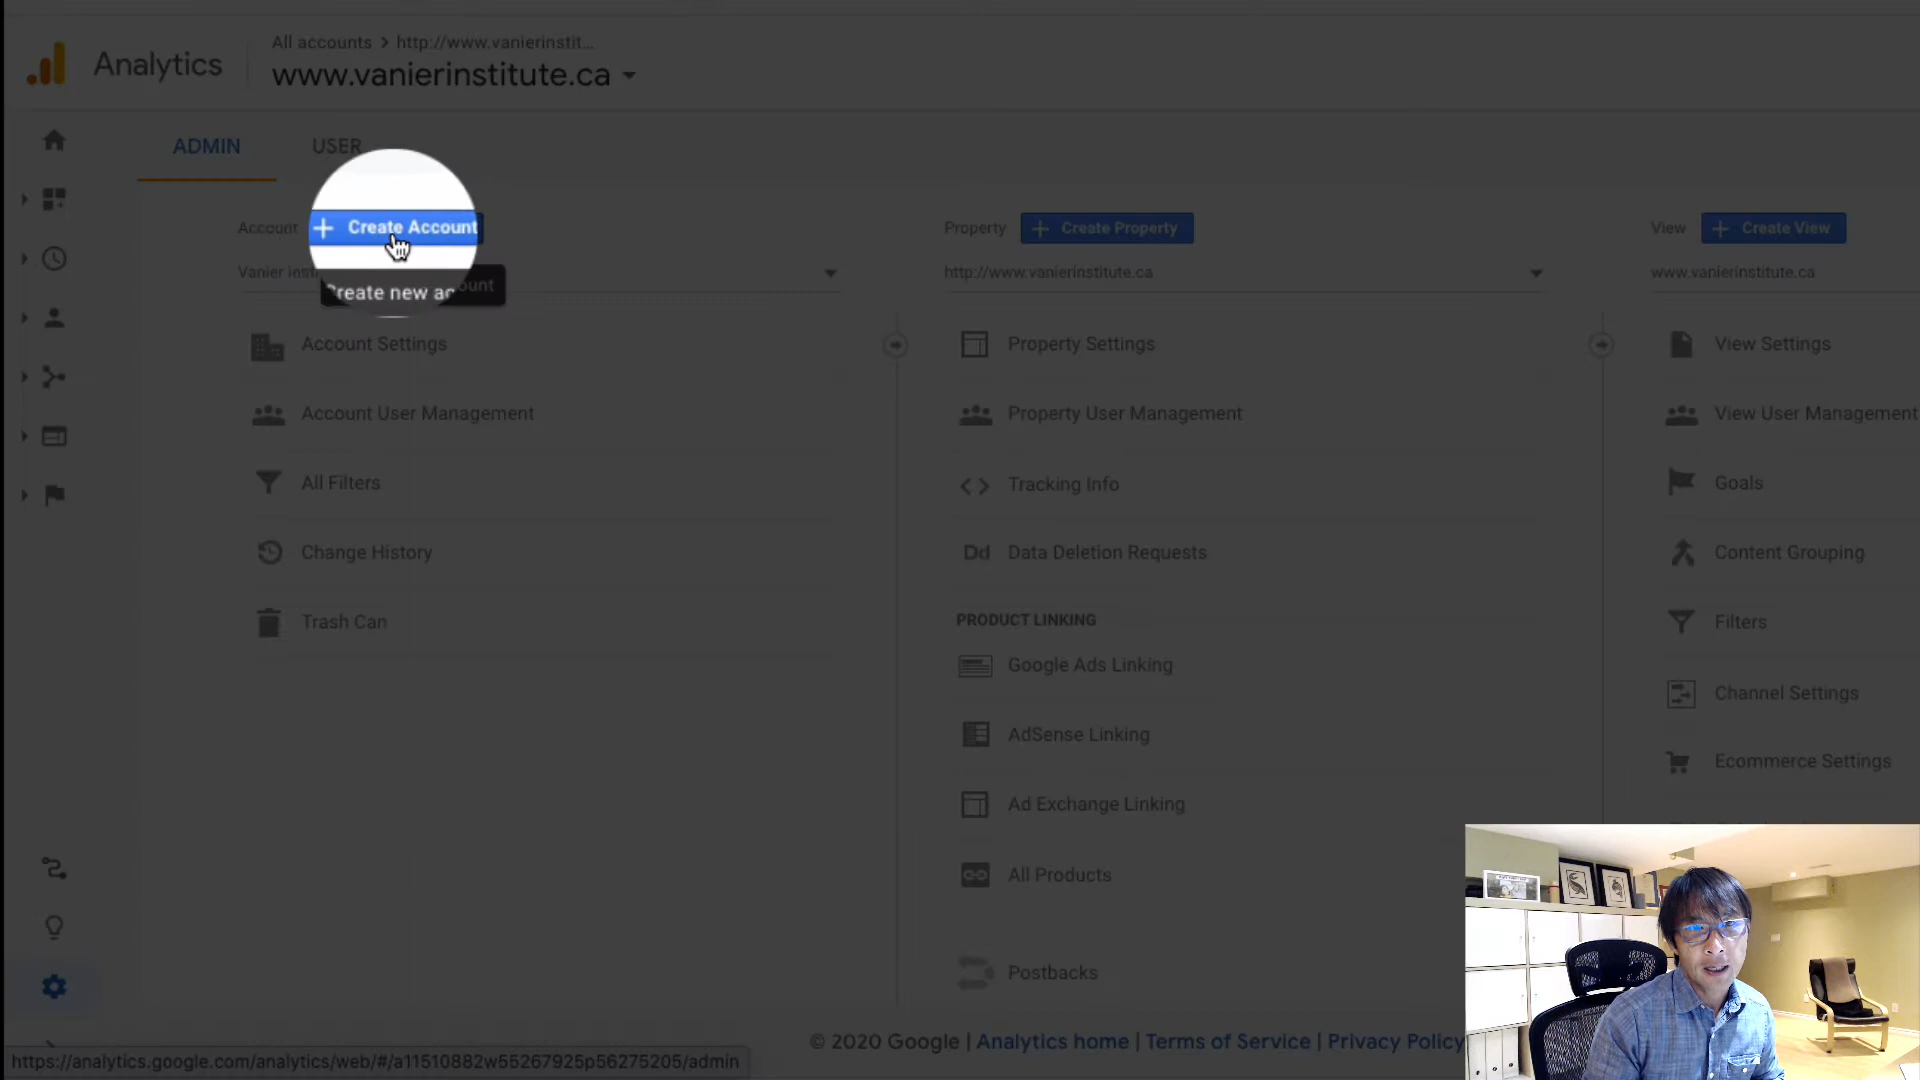 All accounts > http://www.vanierinstit...
Analytics
www.vanierinstitute.ca
ADMIN
USER
Account
+ Create Account
Property
+ Create Property
View
+ Create View
Vanier
http://www.vanierinstitute.ca
www.vanierinstitute.ca
Create new
Account Settings
Property Settings
View Settings
Account User Management
Property User Management
View User Management
All Filters
Tracking Info
Goals
Change History
Dd Data Deletion Requests
Content Grouping
Trash Can
PRODUCT LINKING
Filters
Google Ads Linking
Channel Settings
AdSense Linking
Ecommerce Settings
Ad Exchange Linking
All Products
Postbacks
© 2020 Google | Analytics home | Terms of Service | Privacy Policy
https://analytics.google.com/analytics/web/#/a11510882w55267925p56275205/admin